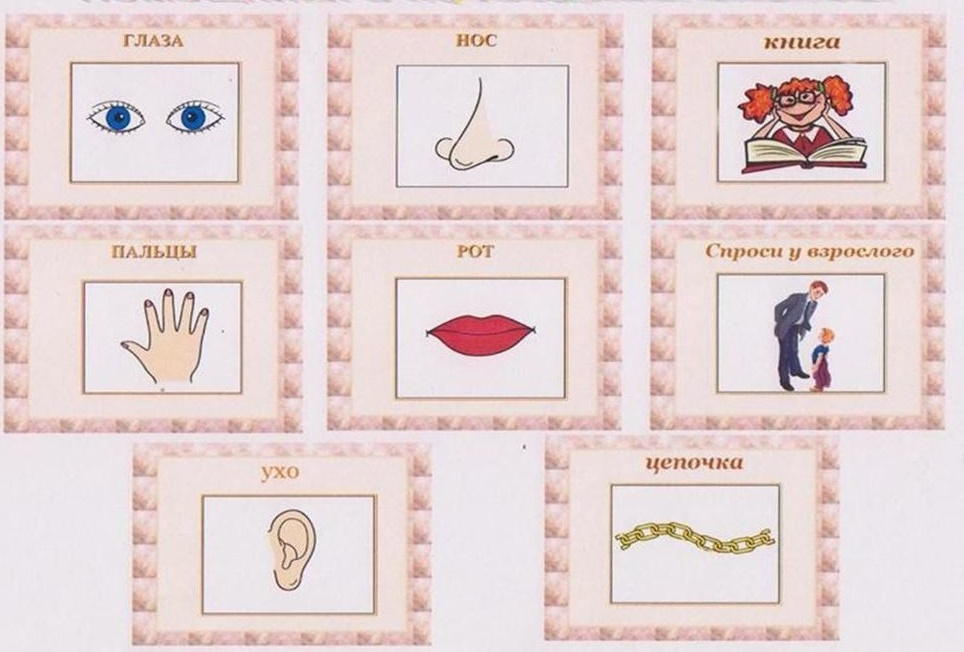 ГЛАЗА
НОС
книга
ПАЛЬЦЫ
РОТ
Спроси у взрослого
ухо
цепочка